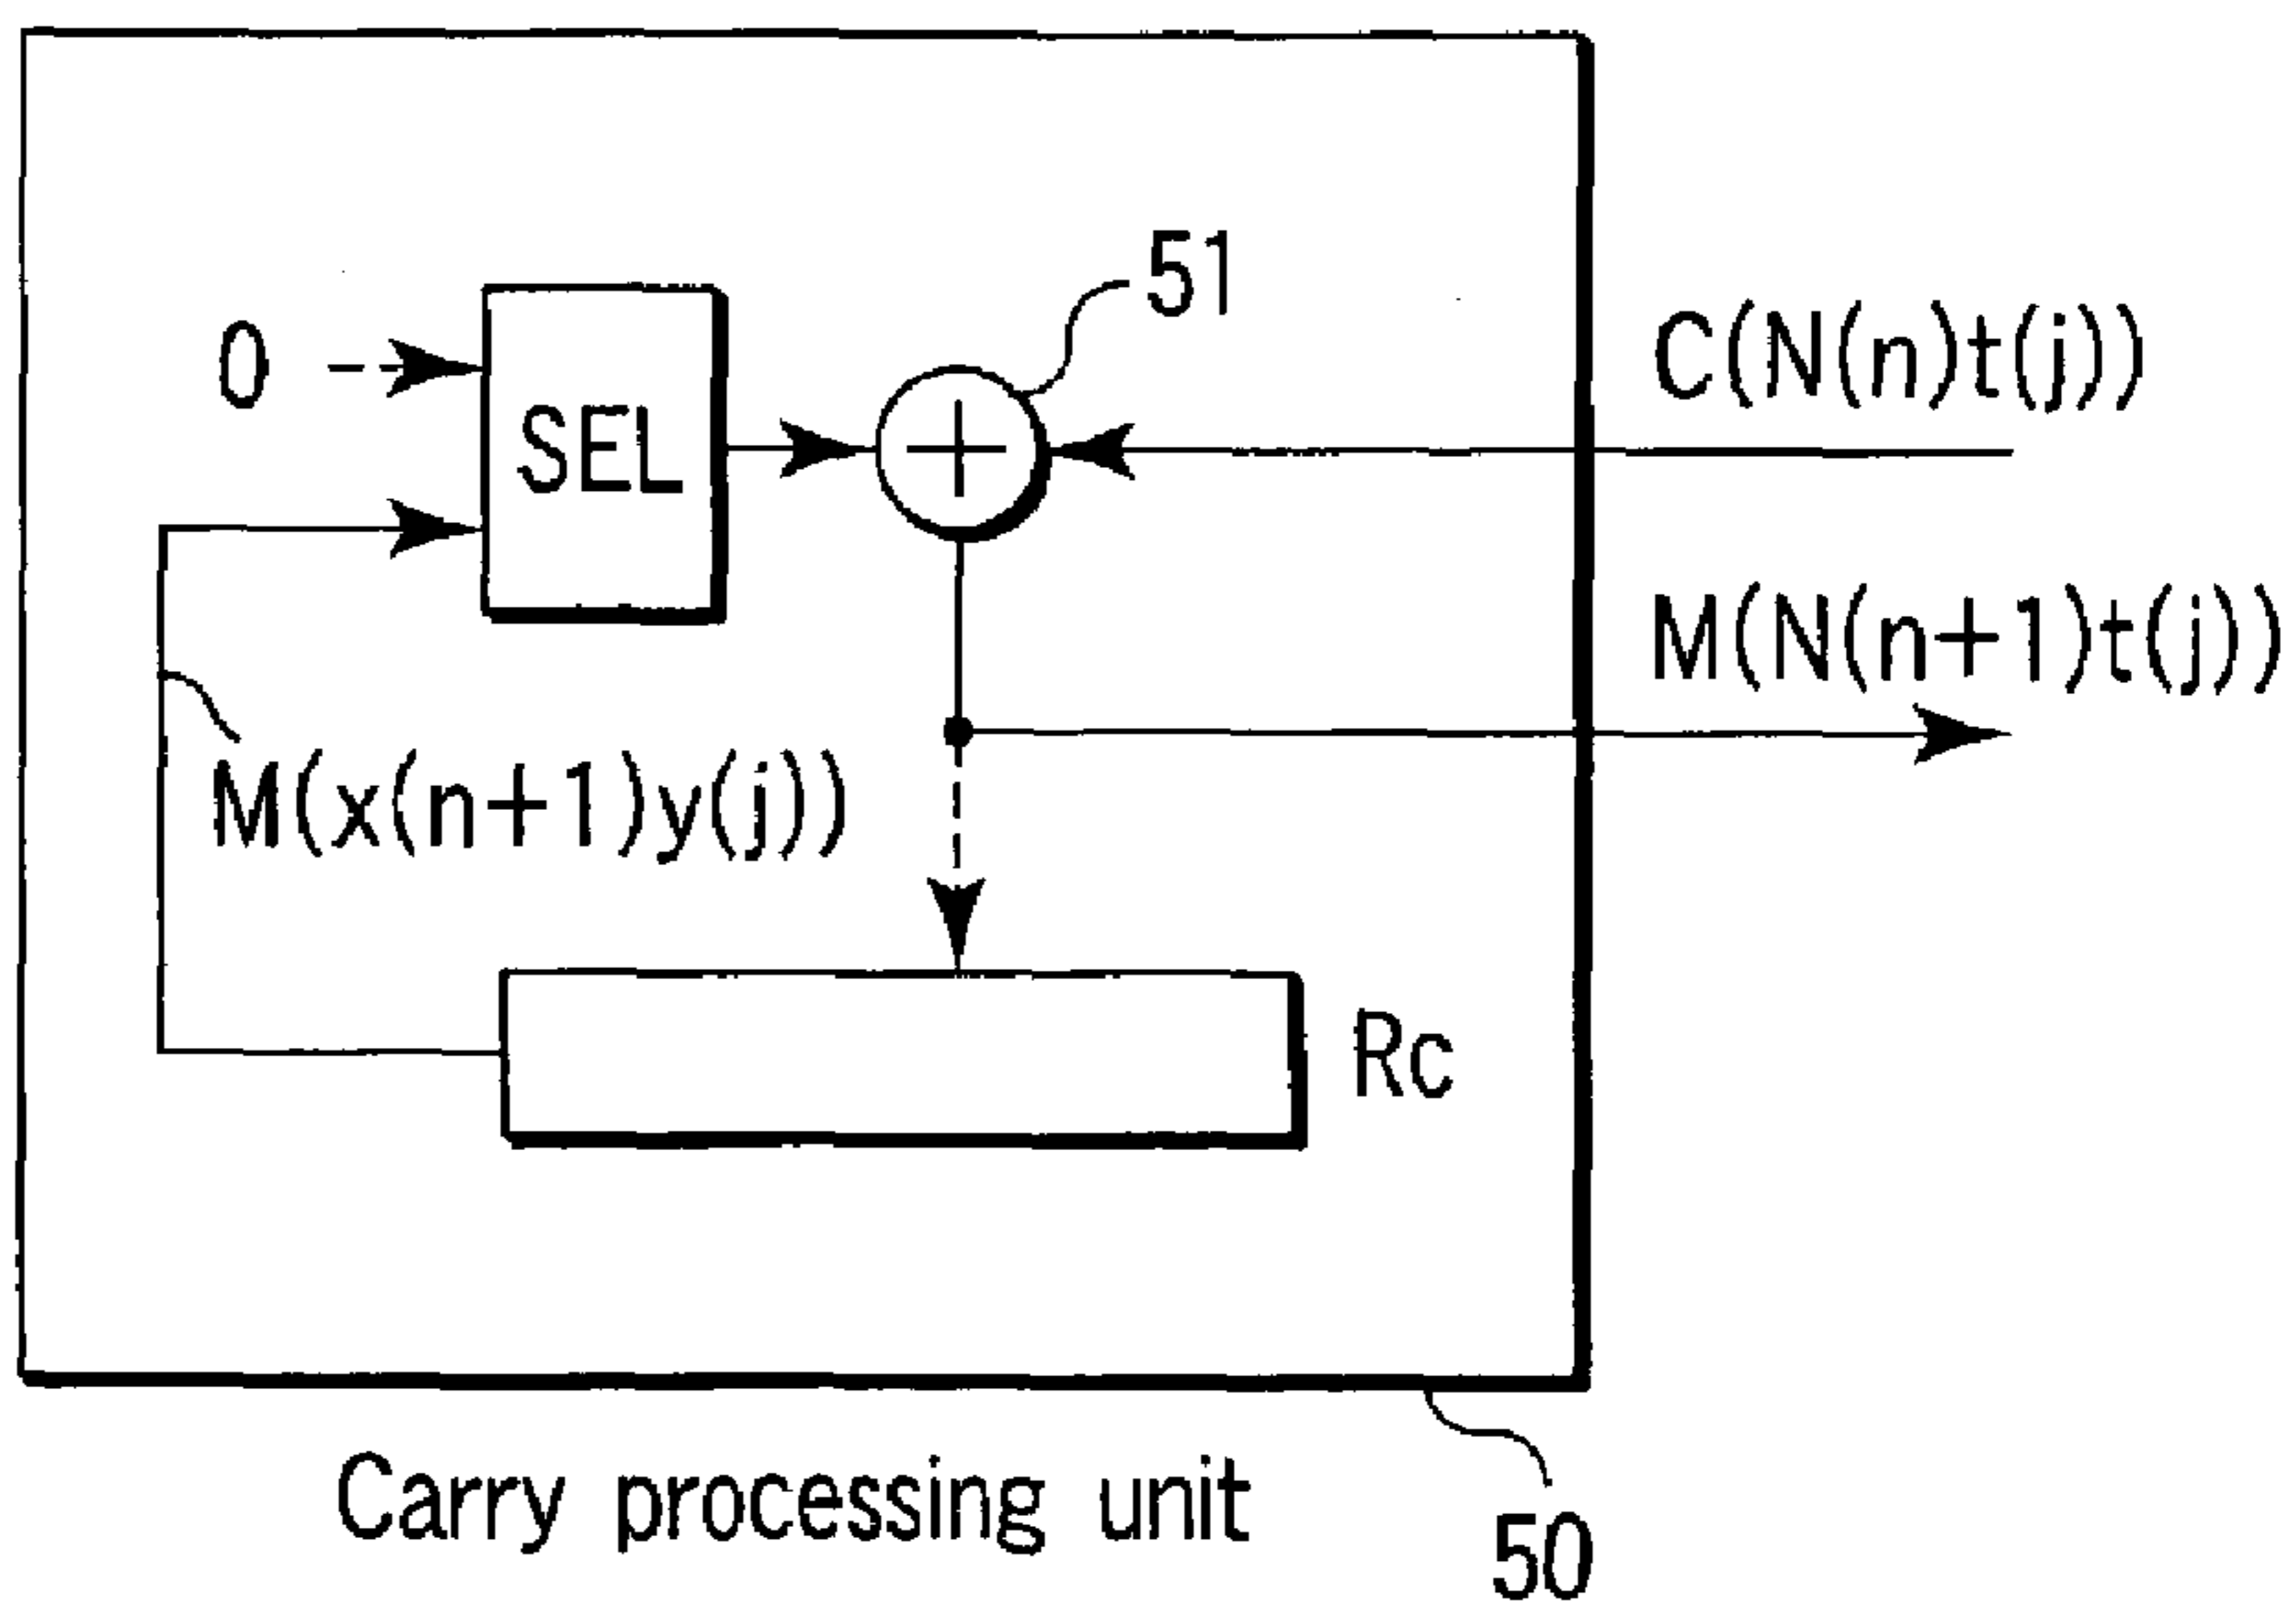 51
C(N(n)t(j))
0
SEL
M(N(n+1)t(j))
M(x(n+1)y(j))
Rc
Carry processing unit
50